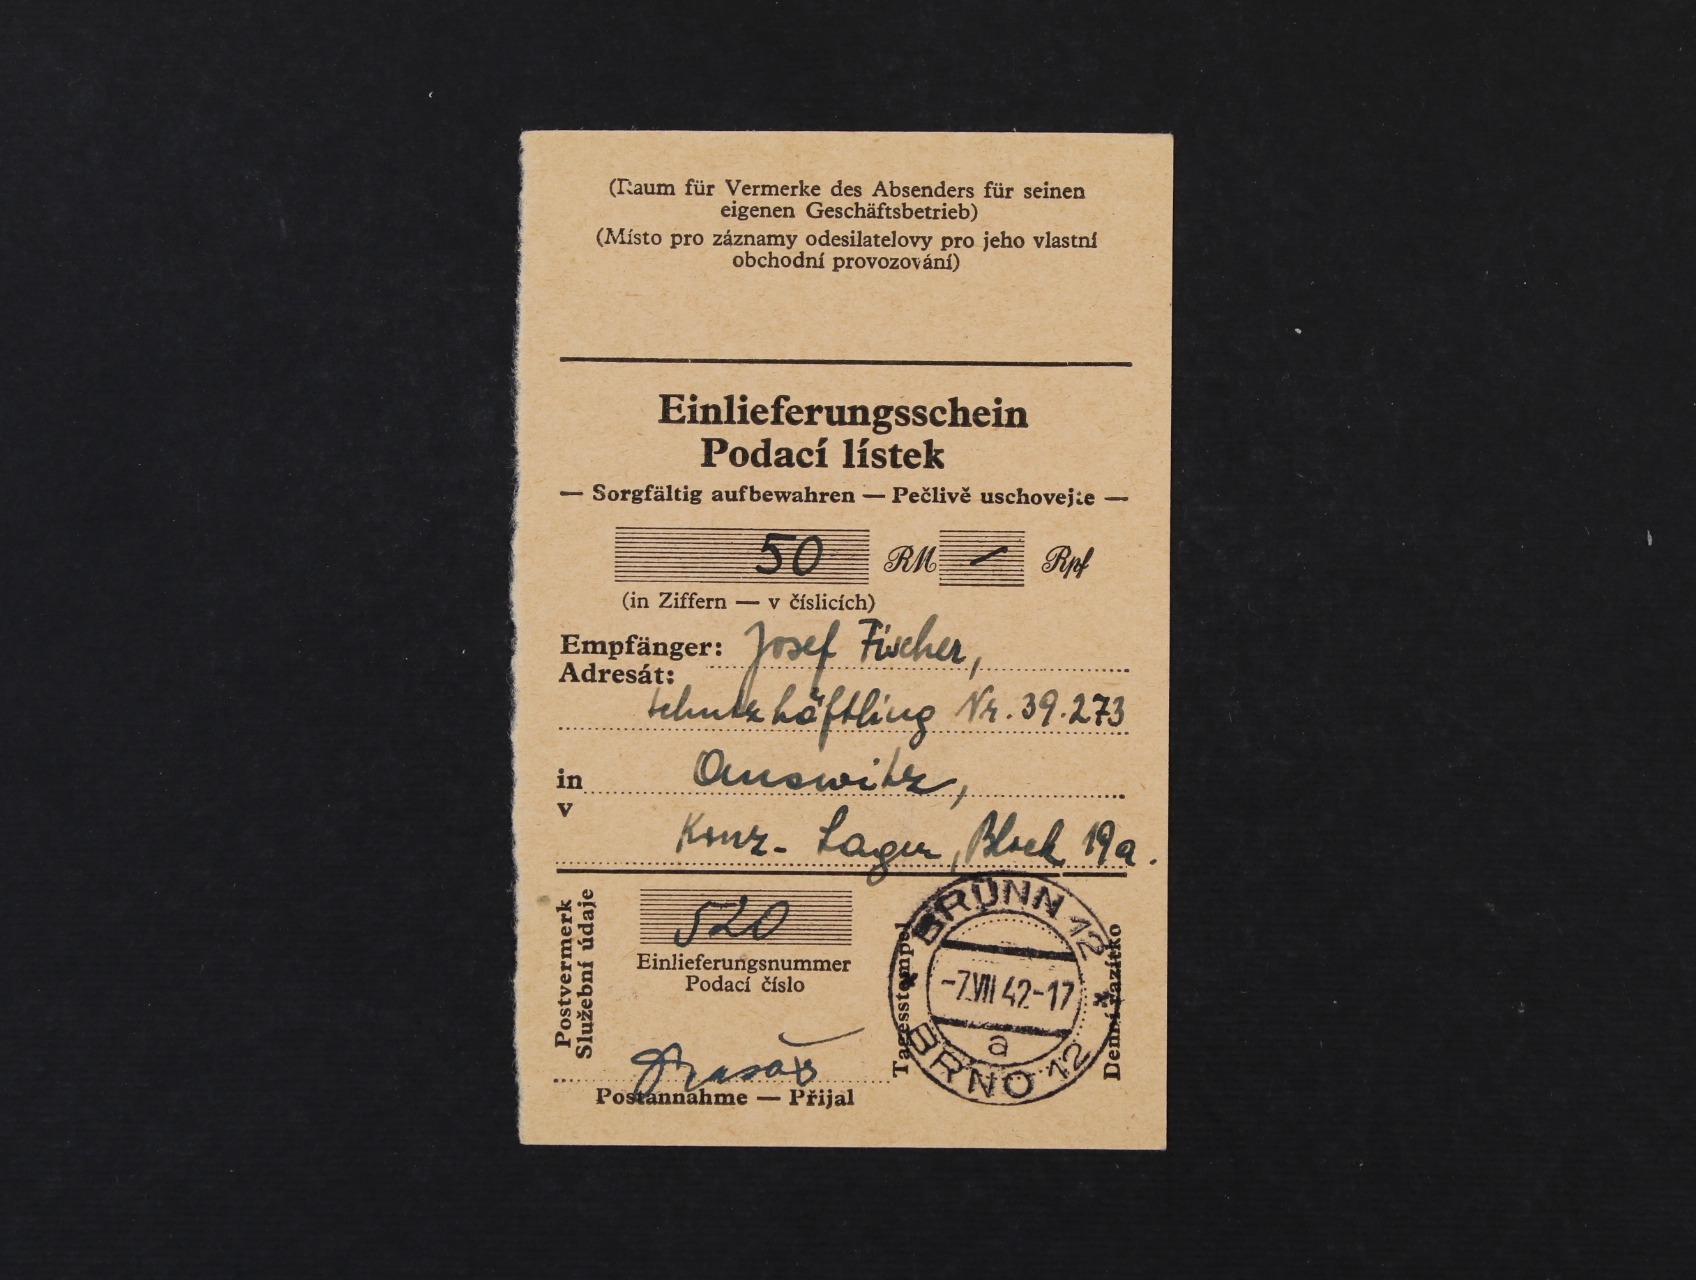 (Raum für Vermerke des Absenders für seinen
eigenen Geschäftsbetrieb)
(Místo pro záznamy odesilatelovy pro jeho vlastní
obchodní provozování)
Einlieferungsschein
Podací lístek
— Sorgfältig aufbewahren — Pečlivě uschovejte —
50 RM — Rpf
(in Ziffern — v číslicích)
Empfänger: Josef Fischer,
Adresát:
Schutzhäftling Nr. 39.273
in Auswitz,
v
Konz. Lager, Block 19a.
Postvermerk
Služební údaje
520
Einlieferungsnummer
Podací číslo
Postannahme — Přijal
Tagesstempel
BRÜNN 12
-7.VII 42-17
a
BRNO 12
Denní razítko